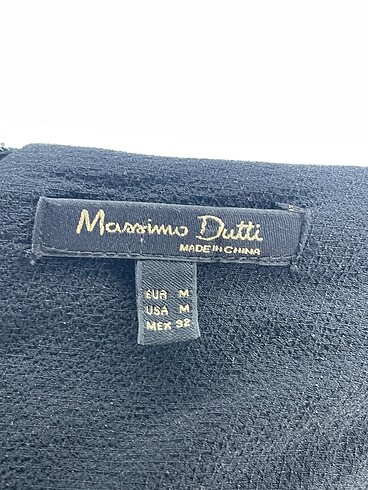 Massimo Dutti
MADE IN CHINA
EUR M
USA M
MEX 32